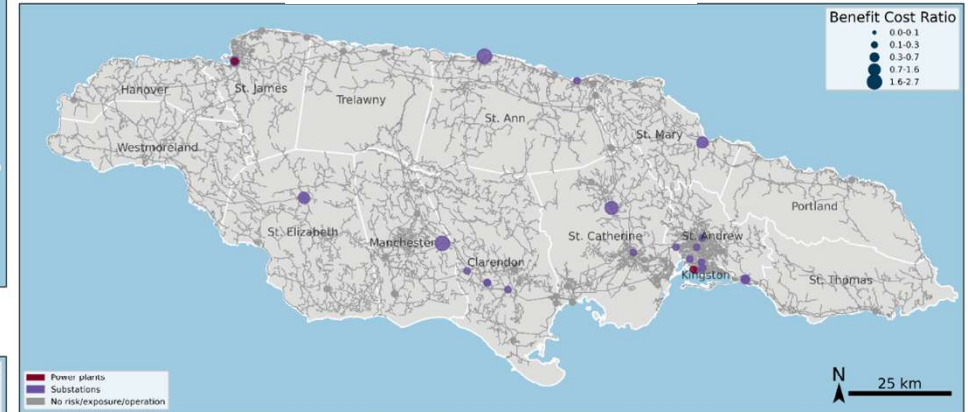 Benefit Cost Ratio
0.0-0.1
0.1-0.3
0.3-0.7
0.7-1.6
1.6-2.7
Hanover
St. James
Trelawny
St. Ann
St. Mary
Westmoreland
Portland
St. Elizabeth
Manchester
St. Catherine
St. Andrew
Clarendon
Kingston
St. Thomas
Power plants
Substations
No risk/exposure/operation
N
25 km